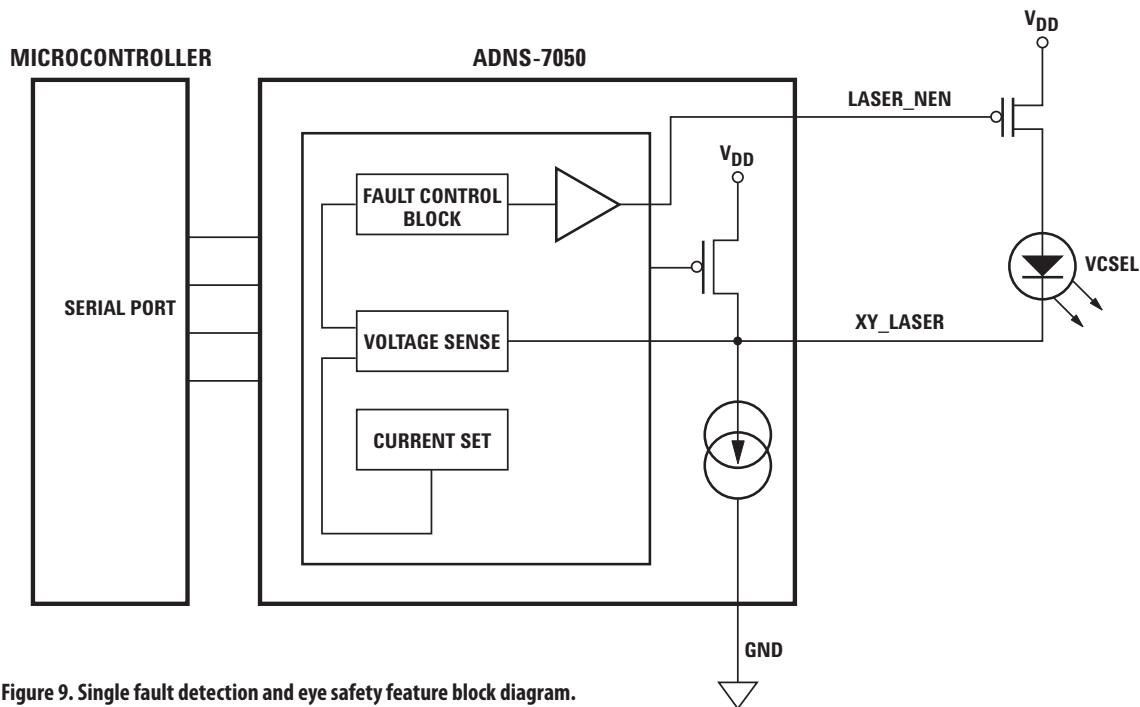 MICROCONTROLLER
ADNS-7050
VDD
LASER_NEN
VDD
FAULT CONTROL
BLOCK
VCSEL
SERIAL PORT
XY_LASER
VOLTAGE SENSE
CURRENT SET
GND
Figure 9. Single fault detection and eye safety feature block diagram.